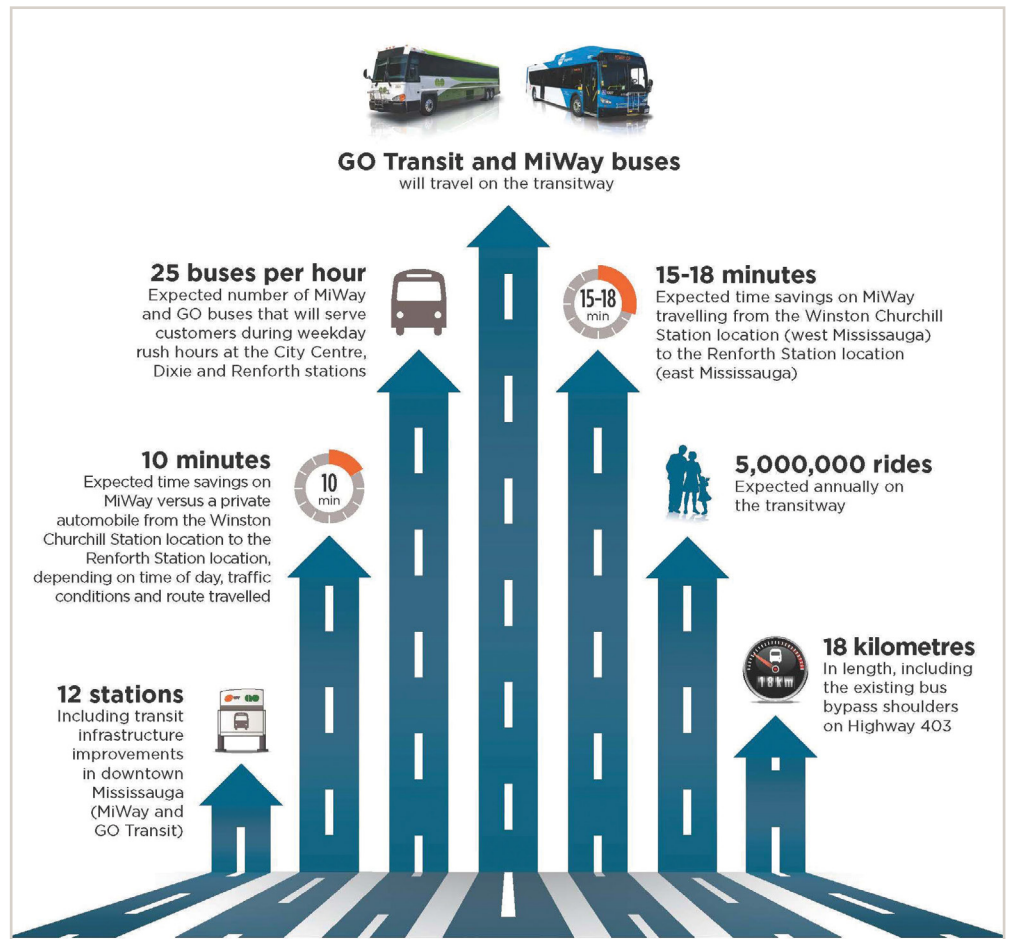 GO Transit and MiWay buses
will travel on the transitway
25 buses per hour
Expected number of MiWay
and GO buses that will serve
customers during weekday
rush hours at the City Centre,
Dixie and Renforth stations
15-18
min
15-18 minutes
Expected time savings on MiWay
travelling from the Winston Churchill
Station location (west Mississauga)
to the Renforth Station location
(east Mississauga)
10 minutes
Expected time savings on
MiWay versus a private
automobile from the Winston
Churchill Station location to the
Renforth Station location,
depending on time of day, traffic
conditions and route travelled
10
min
5,000,000 rides
Expected annually on
the transitway
12 stations
Including transit
infrastructure
improvements
in downtown
Mississauga
(MiWay and
GO Transit)
18km
18 kilometres
In length, including
the existing bus
bypass shoulders
on Highway 403